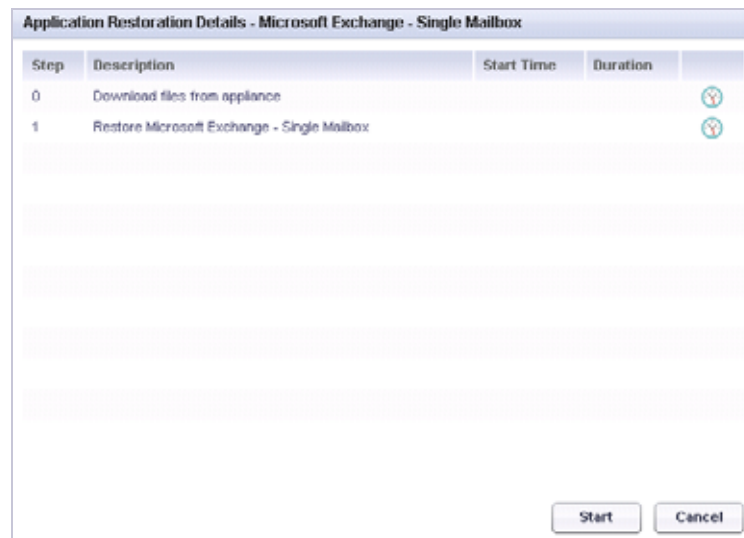 Application Restoration Details - Microsoft Exchange - Single Mailbox
Step Description Start Time Duration
0 Download files from appliance
1 Restore Microsoft Exchange - Single Mailbox
Start Cancel